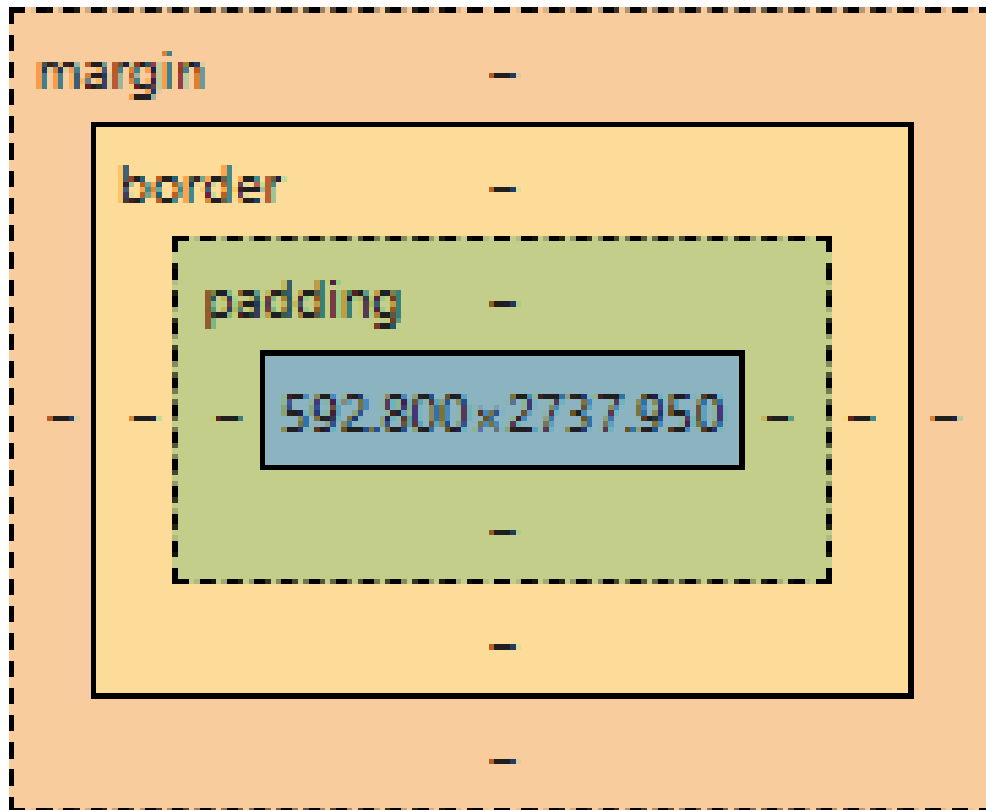 margin –
border –
padding –
– – – 592.800×2737.950 – – –
–
–
–